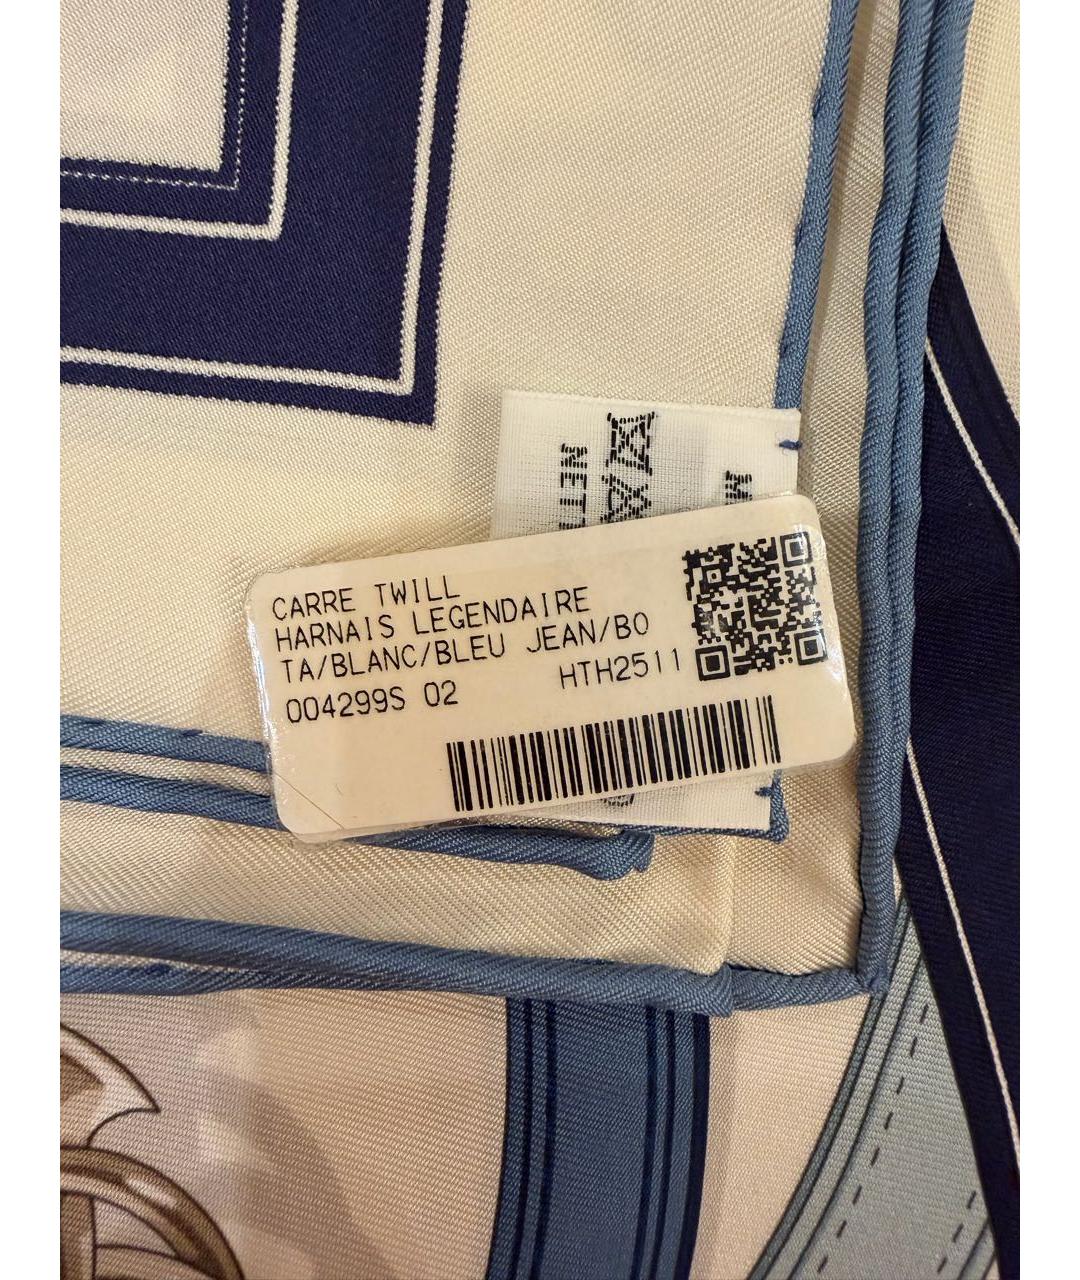 CARRE TWILL
HARNAIS LEGENDAIRE
TA/BLANC/BLEU JEAN/BO
004299S 02 HTH2511